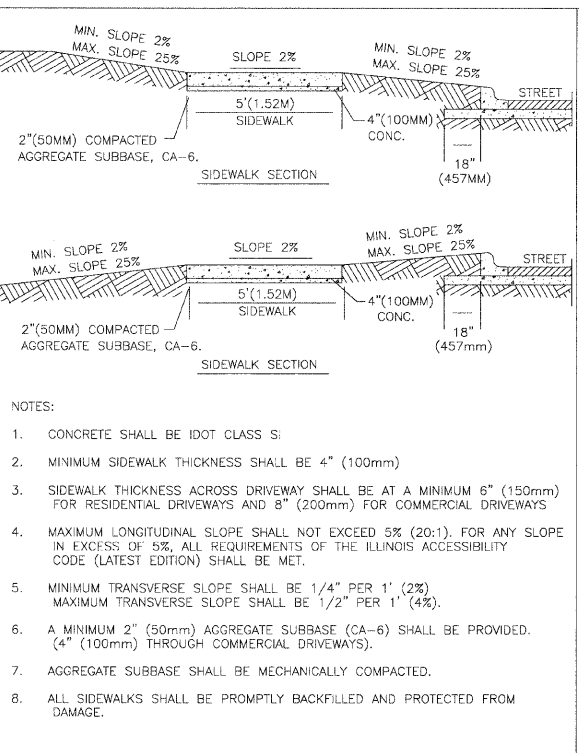 MIN. SLOPE 2%
MAX. SLOPE 25%
SLOPE 2%
MIN. SLOPE 2%
MAX. SLOPE 25%
STREET
5'(1.52M)
SIDEWALK
4"(100MM)
CONC.
2"(50MM) COMPACTED
AGGREGATE SUBBASE, CA-6.
18"
(457MM)
SIDEWALK SECTION
MIN. SLOPE 2%
MAX. SLOPE 25%
SLOPE 2%
MIN. SLOPE 2%
MAX. SLOPE 25%
STREET
5'(1.52M)
SIDEWALK
4"(100MM)
CONC.
2"(50MM) COMPACTED
AGGREGATE SUBBASE, CA-6.
18"
(457mm)
SIDEWALK SECTION
NOTES:
1. CONCRETE SHALL BE IDOT CLASS SI
2. MINIMUM SIDEWALK THICKNESS SHALL BE 4" (100mm)
3. SIDEWALK THICKNESS ACROSS DRIVEWAY SHALL BE AT A MINIMUM 6" (150mm)
FOR RESIDENTIAL DRIVEWAYS AND 8" (200mm) FOR COMMERCIAL DRIVEWAYS
4. MAXIMUM LONGITUDINAL SLOPE SHALL NOT EXCEED 5% (20:1). FOR ANY SLOPE
IN EXCESS OF 5%, ALL REQUIREMENTS OF THE ILLINOIS ACCESSIBILITY
CODE (LATEST EDITION) SHALL BE MET.
5. MINIMUM TRANSVERSE SLOPE SHALL BE 1/4" PER 1' (2%)
MAXIMUM TRANSVERSE SLOPE SHALL BE 1/2" PER 1' (4%).
6. A MINIMUM 2" (50mm) AGGREGATE SUBBASE (CA-6) SHALL BE PROVIDED.
(4" (100mm) THROUGH COMMERCIAL DRIVEWAYS).
7. AGGREGATE SUBBASE SHALL BE MECHANICALLY COMPACTED.
8. ALL SIDEWALKS SHALL BE PROMPTLY BACKFILLED AND PROTECTED FROM
DAMAGE.